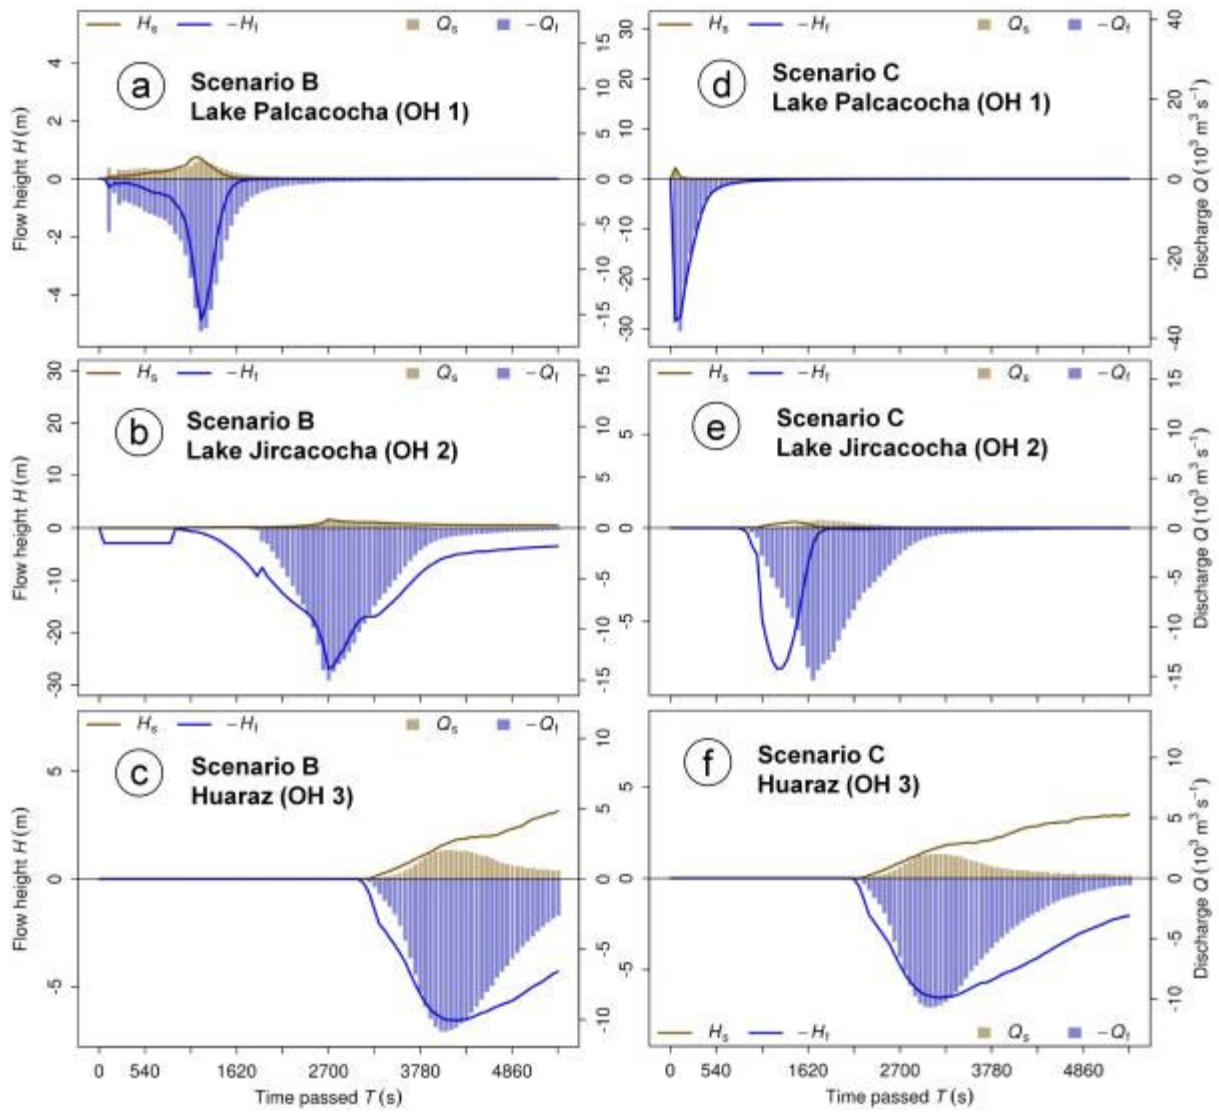 Hs −Hf Qs −Qf
a Scenario B
Lake Palcacocha (OH 1)
Flow height H (m)
4
2
0
-2
-4
15
10
5
0
-5
-10
-15
Hs −Hf Qs −Qf
d Scenario C
Lake Palcacocha (OH 1)
30
20
10
0
-10
-20
-30
40
20
0
-20
-40
Discharge Q (10³ m³ s⁻¹)
Hs −Hf Qs −Qf
b Scenario B
Lake Jircacocha (OH 2)
Flow height H (m)
30
20
10
0
-10
-20
-30
15
10
5
0
-5
-10
-15
Hs −Hf Qs −Qf
e Scenario C
Lake Jircacocha (OH 2)
5
0
-5
15
10
5
0
-5
-10
-15
Discharge Q (10³ m³ s⁻¹)
Hs −Hf Qs −Qf
c Scenario B
Huaraz (OH 3)
Flow height H (m)
5
0
-5
10
5
0
-5
-10
0 540 1620 2700 3780 4860
Time passed T (s)
f Scenario C
Huaraz (OH 3)
5
0
-5
10
5
0
-5
-10
Discharge Q (10³ m³ s⁻¹)
Hs −Hf Qs −Qf
0 540 1620 2700 3780 4860
Time passed T (s)